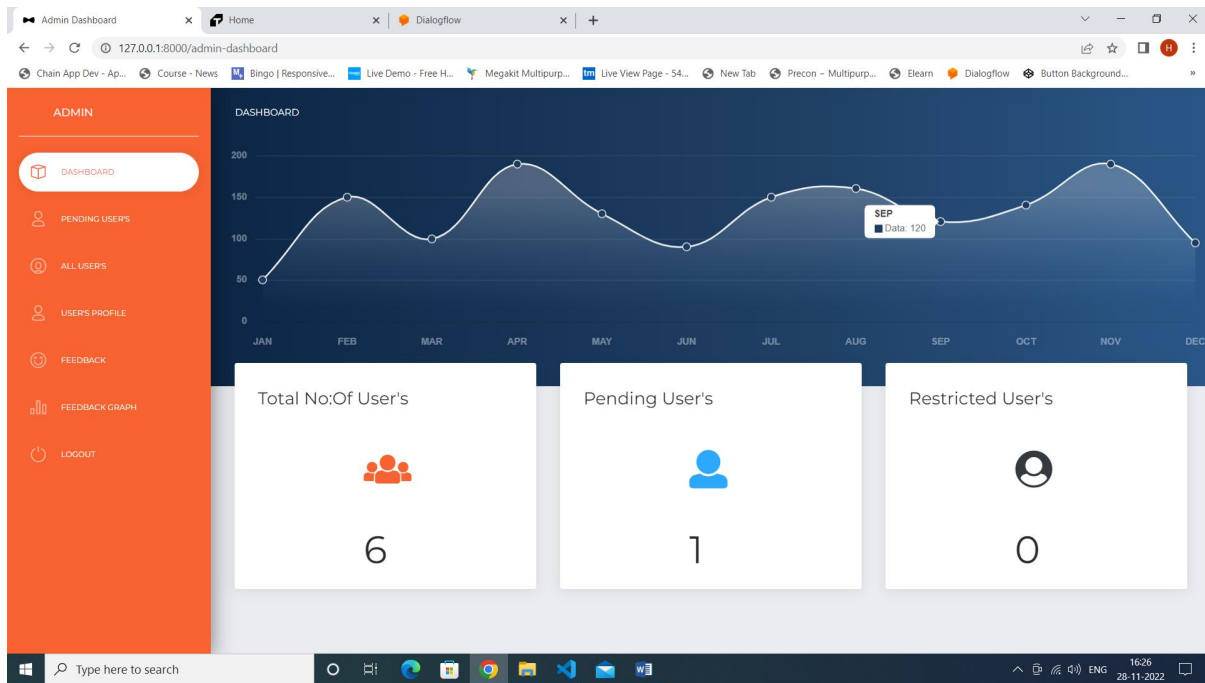 Admin Dashboard
Home
Dialogflow
127.0.0.1:8000/admin-dashboard
H
Chain App Dev - Ap...
Course - News
Bingo | Responsive...
Live Demo - Free H...
Megakit Multipurp...
tm Live View Page - 54...
New Tab
Precon – Multipurp...
Elearn
Dialogflow
Button Background...
»
ADMIN
DASHBOARD
PENDING USER'S
ALL USER'S
USER'S PROFILE
FEEDBACK
FEEDBACK GRAPH
LOGOUT
DASHBOARD
200
150
100
50
0
SEP
Data: 120
JAN FEB MAR APR MAY JUN JUL AUG SEP OCT NOV DEC
Total No:Of User's
6
Pending User's
1
Restricted User's
0
Type here to search
ENG
16:26
28-11-2022